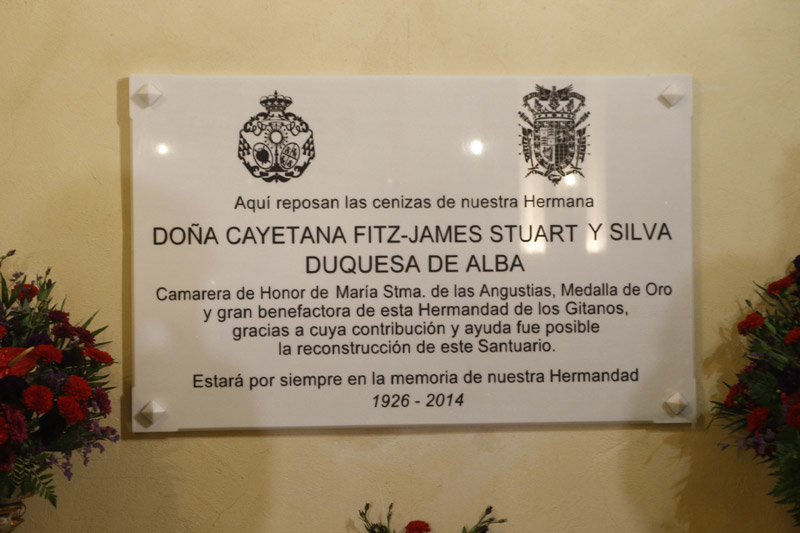 Aquí reposan las cenizas de nuestra Hermana
DOÑA CAYETANA FITZ-JAMES STUART Y SILVA
DUQUESA DE ALBA
Camarera de Honor de María Stma. de las Angustias, Medalla de Oro
y gran benefactora de esta Hermandad de los Gitanos,
gracias a cuya contribución y ayuda fue posible
la reconstrucción de este Santuario.
Estará por siempre en la memoria de nuestra Hermandad
1926 - 2014